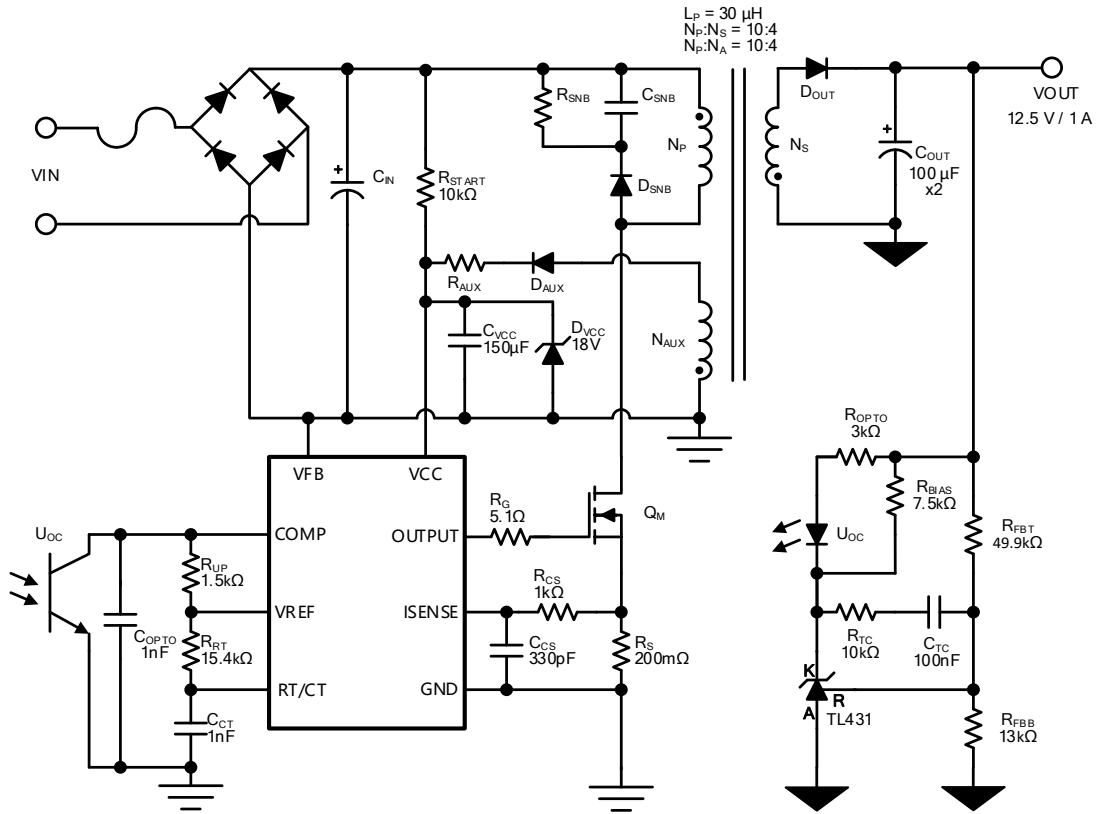 LP = 30 µH
NP:NS = 10:4
NP:NA = 10:4
VIN
CIN
RSTART
10kΩ
RSNB
CSNB
DSNB
NP
NS
DOUT
VOUT
12.5 V / 1 A
COUT
100 µF
x2
RAUX
DAUX
CVCC
150µF
DVCC
18V
NAUX
VFB
VCC
COMP
VREF
RT/CT
OUTPUT
ISENSE
GND
UOC
COPTO
1nF
RUP
1.5kΩ
RRT
15.4kΩ
CCT
1nF
RG
5.1Ω
QM
RCS
1kΩ
CCS
330pF
RS
200mΩ
ROPTO
3kΩ
RBIAS
7.5kΩ
UOC
RFBT
49.9kΩ
RTC
10kΩ
CTC
100nF
K
R
A
TL431
RFBB
13kΩ
+
+